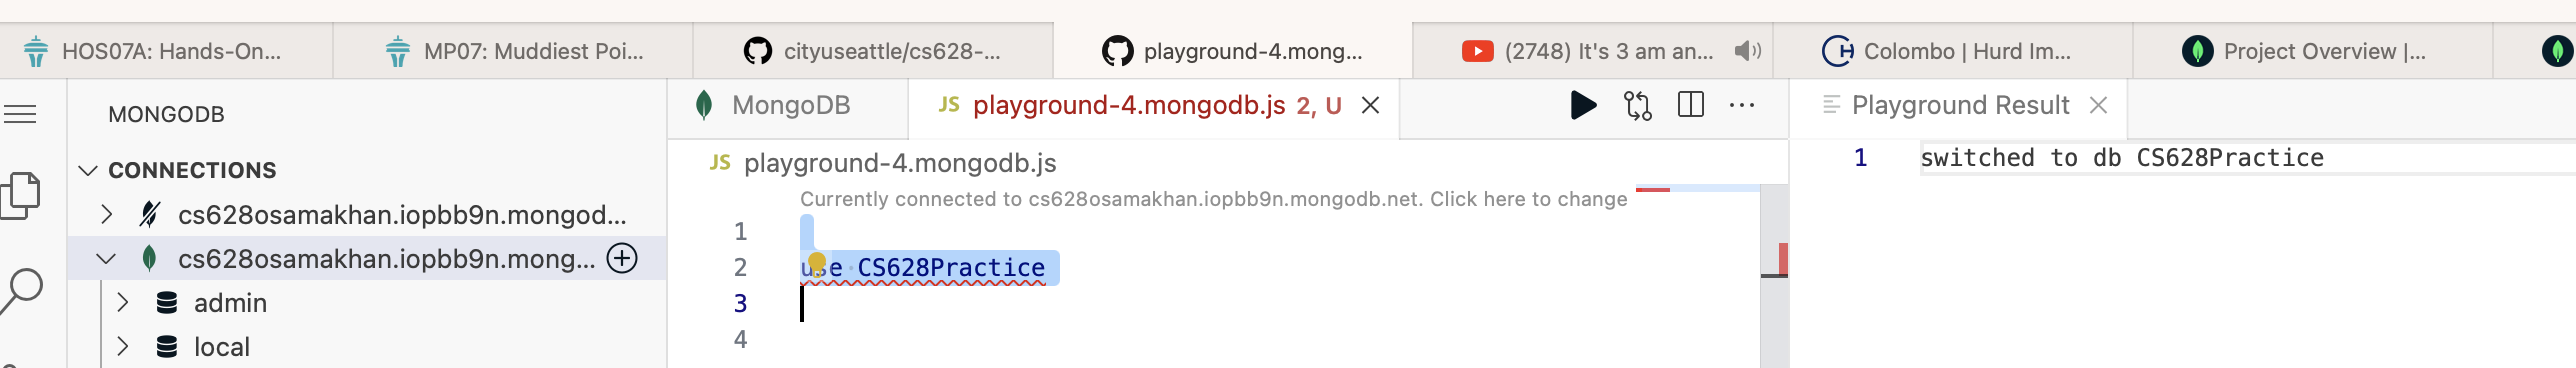 HOS07A: Hands-On...
MP07: Muddiest Poi...
cityuseattle/cs628-...
playground-4.mong...
(2748) It's 3 am an...
Colombo | Hurd Im...
Project Overview |...
MONGODB
CONNECTIONS
cs628osamakhan.iopbb9n.mongod...
cs628osamakhan.iopbb9n.mong...
admin
local
MongoDB
JS playground-4.mongodb.js 2, U
JS playground-4.mongodb.js
Currently connected to cs628osamakhan.iopbb9n.mongodb.net. Click here to change
1
2 use CS628Practice
3
4
Playground Result
1 switched to db CS628Practice